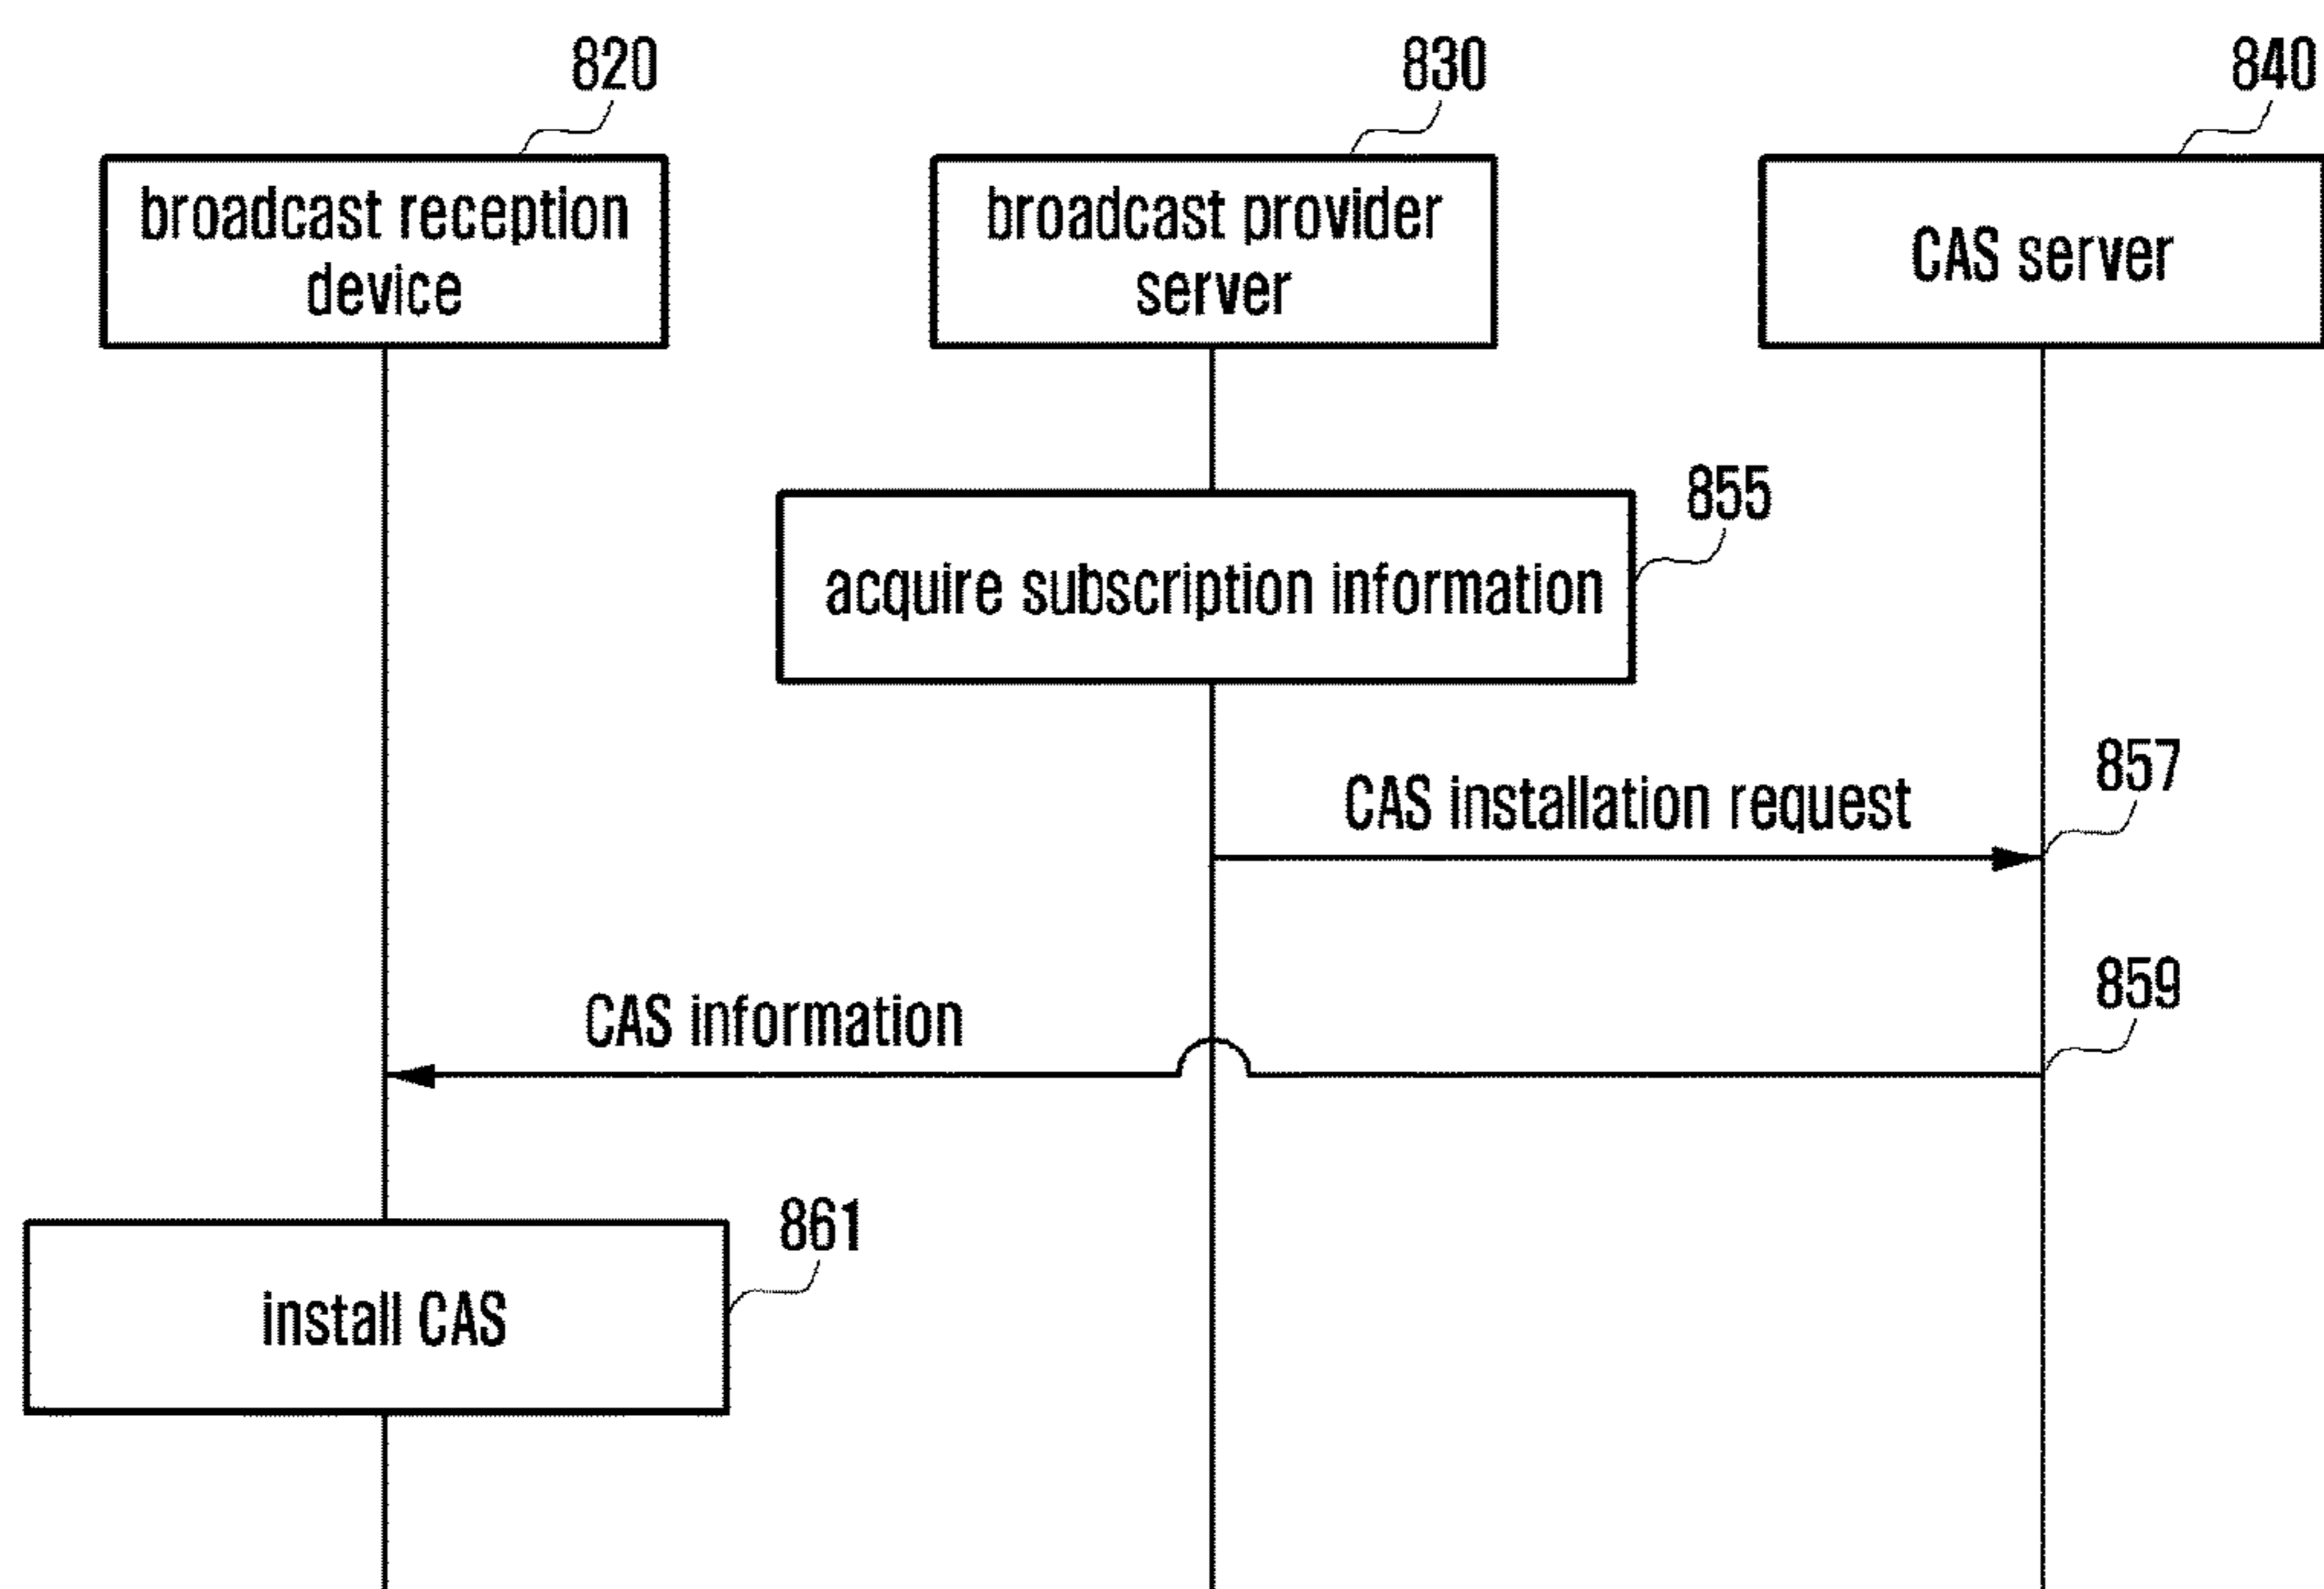 820
830
840
broadcast reception
device
broadcast provider
server
CAS server
855
acquire subscription information
857
CAS installation request
859
CAS information
861
install CAS